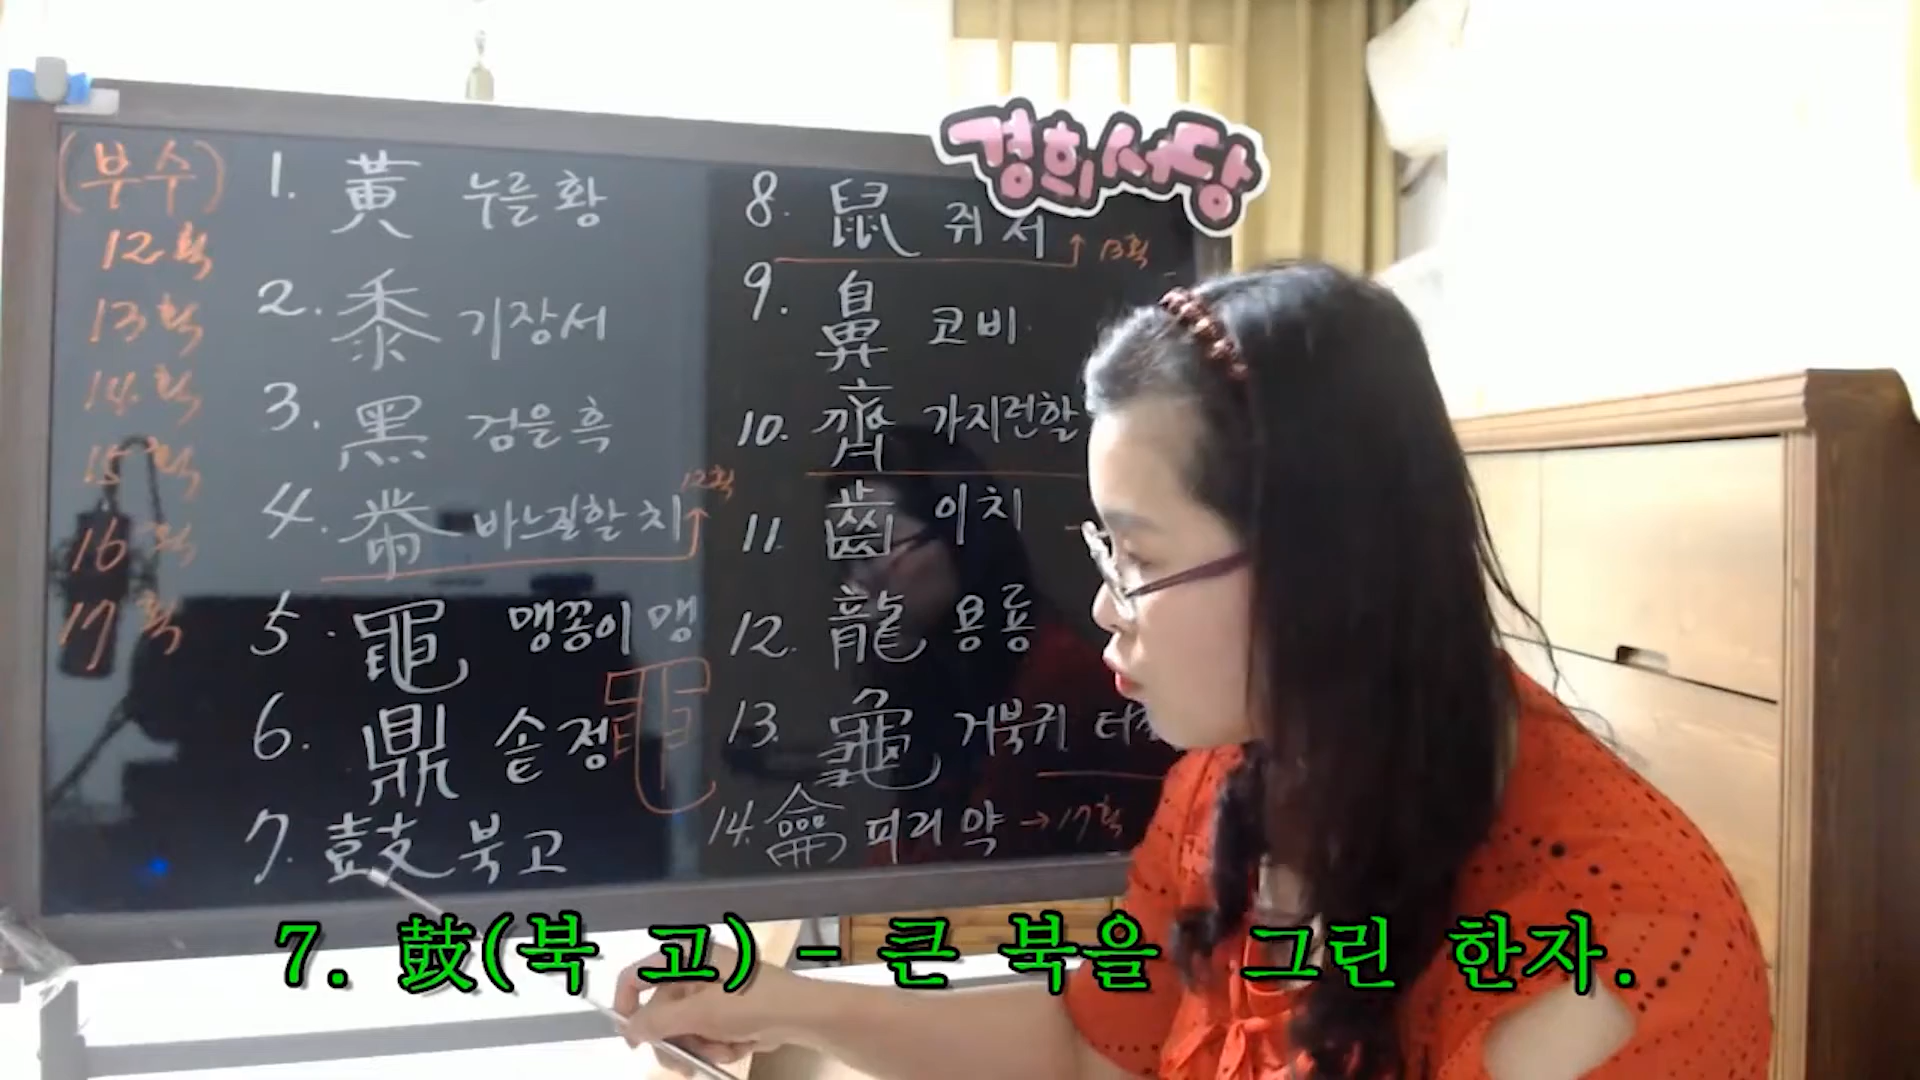 경희서당
(부수)
12획
13획
14획
15획
16획
17획
1. 黃 누를 황
2. 黍 기장서
3. 黑 검을 흑
4. 黹 바느질할 치
12획
5. 黽 맹꽁이 맹
黽
6. 鼎 솥 정
7. 鼓 북 고
8. 鼠 쥐 서
13획
9. 鼻 코 비
10. 齊 가지런할
11. 齒 이 치
12. 龍 용 룡
13. 龜 거북 귀
14. 龠 피리 약 → 17획
7. 鼓(북 고) - 큰 북을 그린 한자.